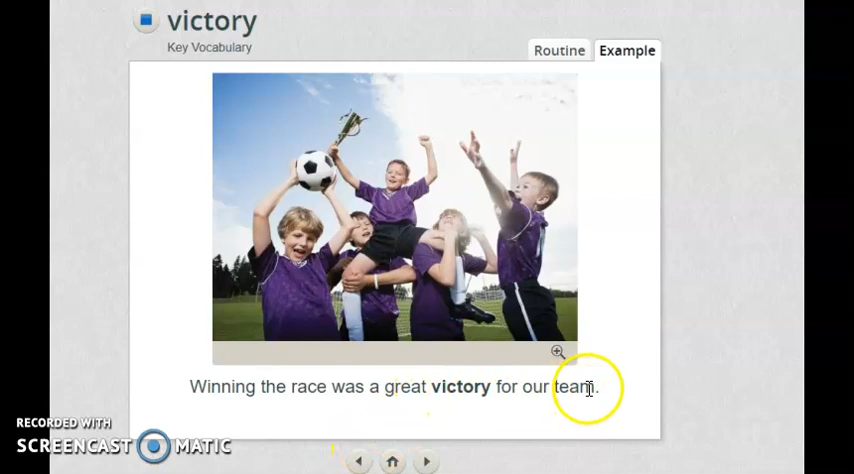 victory
Key Vocabulary
Routine Example
Winning the race was a great victory for our team.
RECORDED WITH
SCREENCAST MATIC